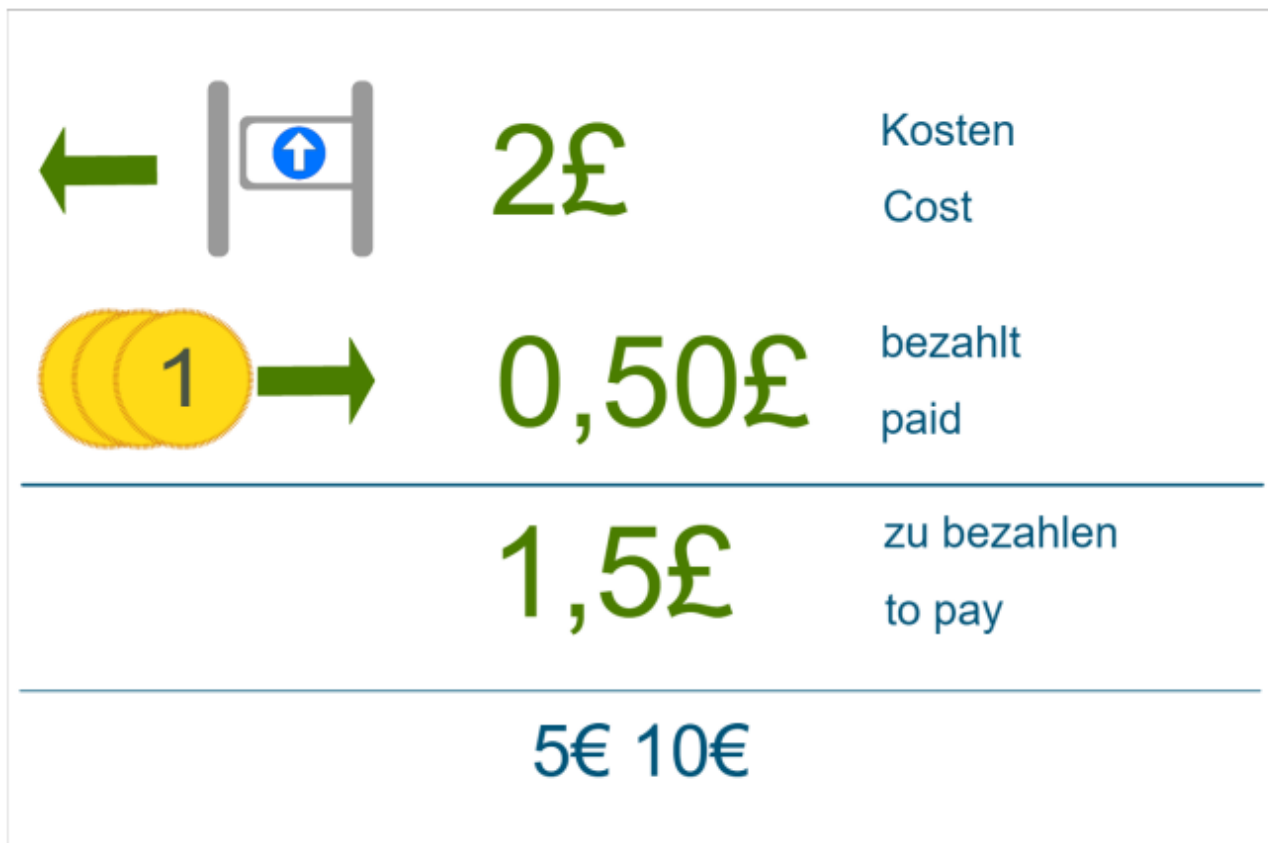 2£
Kosten
Cost
1
0,50£
bezahlt
paid
1,5£
zu bezahlen
to pay
5€ 10€